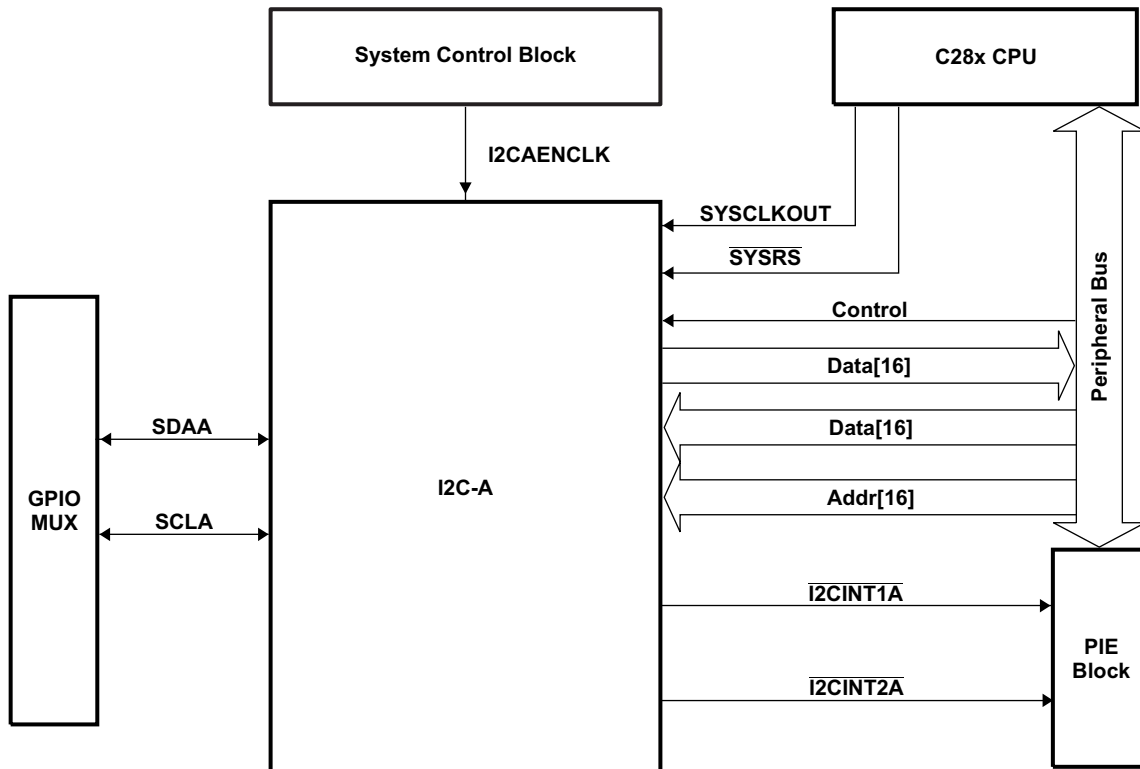 System Control Block
C28x CPU
I2CAENCLK
SYSCLKOUT
SYSRS
Control
Data[16]
Data[16]
Addr[16]
Peripheral Bus
SDAA
SCLA
GPIO
MUX
I2C-A
I2CINT1A
I2CINT2A
PIE
Block